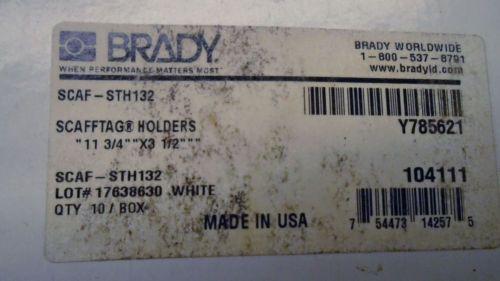 BRADY
WHEN PERFORMANCE MATTERS MOST
BRADY WORLDWIDE
1-800-537-8791
www.bradyid.com
SCAF-STH132
SCAFFTAG® HOLDERS
"11 3/4""X3 1/2"""
Y785621
SCAF-STH132
104111
LOT# 17638630 WHITE
QTY 10 / BOX
MADE IN USA
7 54473 14257 5